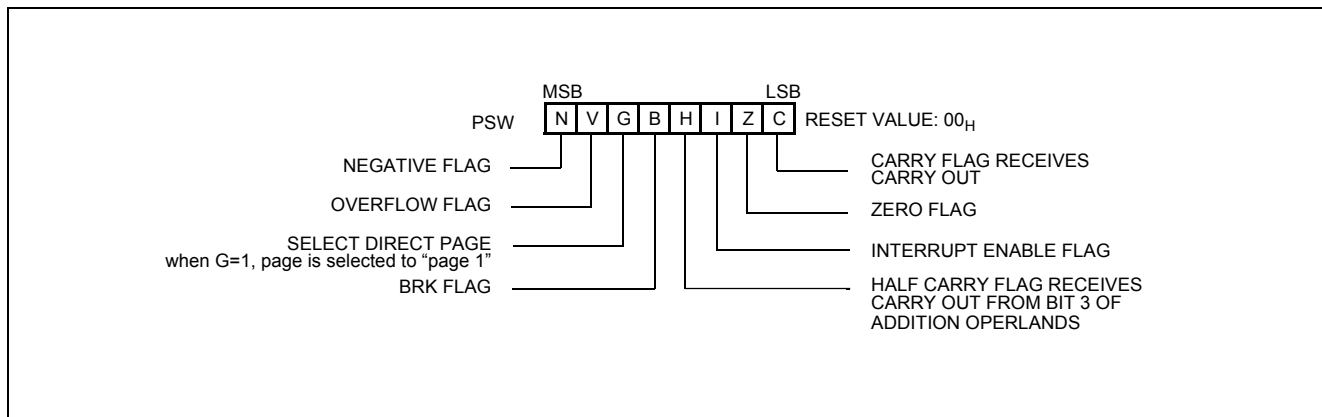 MSB LSB
PSW N V G B H I Z C RESET VALUE: 00H
NEGATIVE FLAG
OVERFLOW FLAG
SELECT DIRECT PAGE
when G=1, page is selected to “page 1”
BRK FLAG
CARRY FLAG RECEIVES
CARRY OUT
ZERO FLAG
INTERRUPT ENABLE FLAG
HALF CARRY FLAG RECEIVES
CARRY OUT FROM BIT 3 OF
ADDITION OPERLANDS